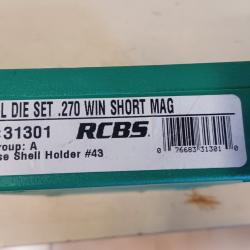 L DIE SET .270 WIN SHORT MAG
31301 RCBS
roup: A
se Shell Holder #43
0 76683 31301 0